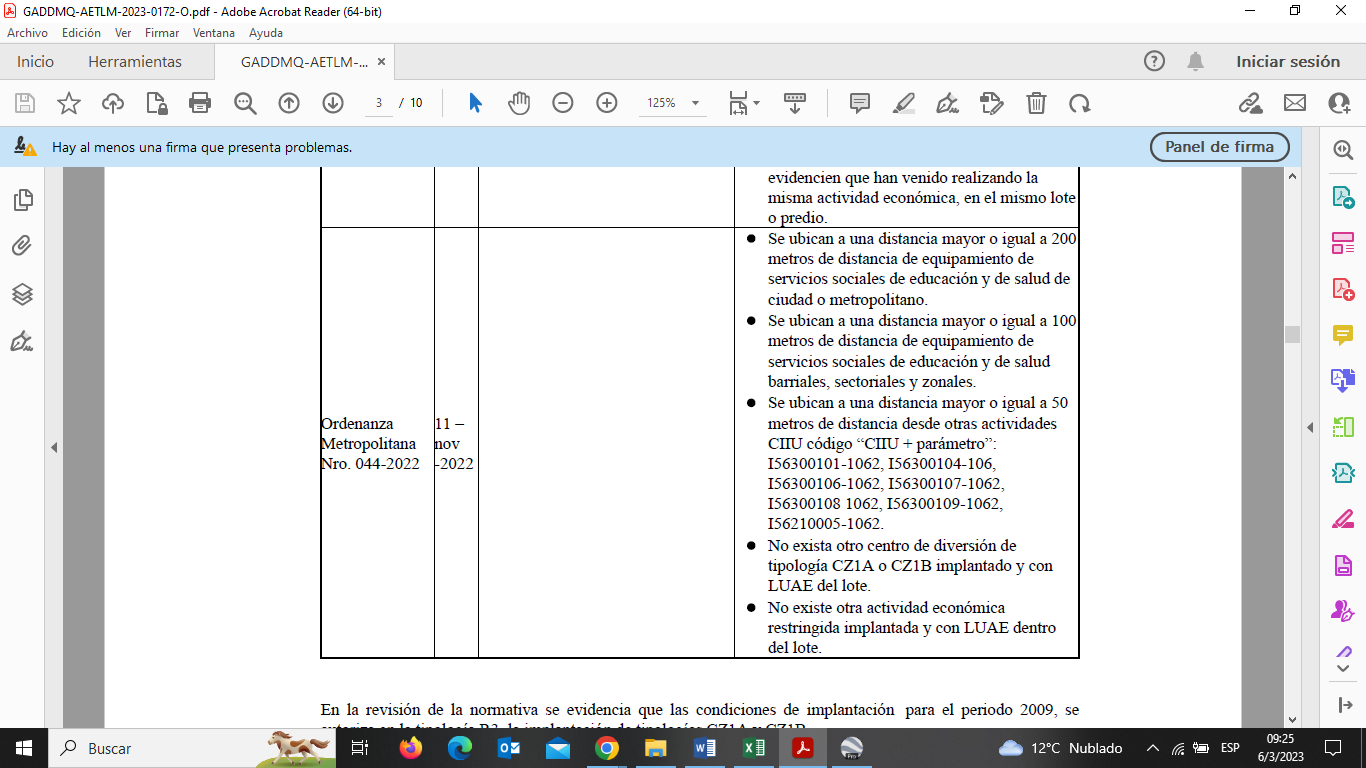 GADDMQ-AETLM-2023-0172-O.pdf - Adobe Acrobat Reader (64-bit)
Archivo Edición Ver Firmar Ventana Ayuda
Inicio Herramientas GADDMQ-AETLM-... Iniciar sesión
3 / 10 125%
Hay al menos una firma que presenta problemas. Panel de firma
evidencien que han venido realizando la
misma actividad económica, en el mismo lote
o predio.
Ordenanza
Metropolitana
Nro. 044-2022
11 –
nov
-2022
● Se ubican a una distancia mayor o igual a 200
metros de distancia de equipamiento de
servicios sociales de educación y de salud de
ciudad o metropolitano.
● Se ubican a una distancia mayor o igual a 100
metros de distancia de equipamiento de
servicios sociales de educación y de salud
barriales, sectoriales y zonales.
● Se ubican a una distancia mayor o igual a 50
metros de distancia desde otras actividades
CIIU código “CIIU + parámetro”:
I56300101-1062, I56300104-106,
I56300106-1062, I56300107-1062,
I56300108 1062, I56300109-1062,
I56210005-1062.
● No exista otro centro de diversión de
tipología CZ1A o CZ1B implantado y con
LUAE del lote.
● No existe otra actividad económica
restringida implantada y con LUAE dentro
del lote.
En la revisión de la normativa se evidencia que las condiciones de implantación para el periodo 2009, se
Buscar
12°C Nublado ESP
09:25
6/3/2023